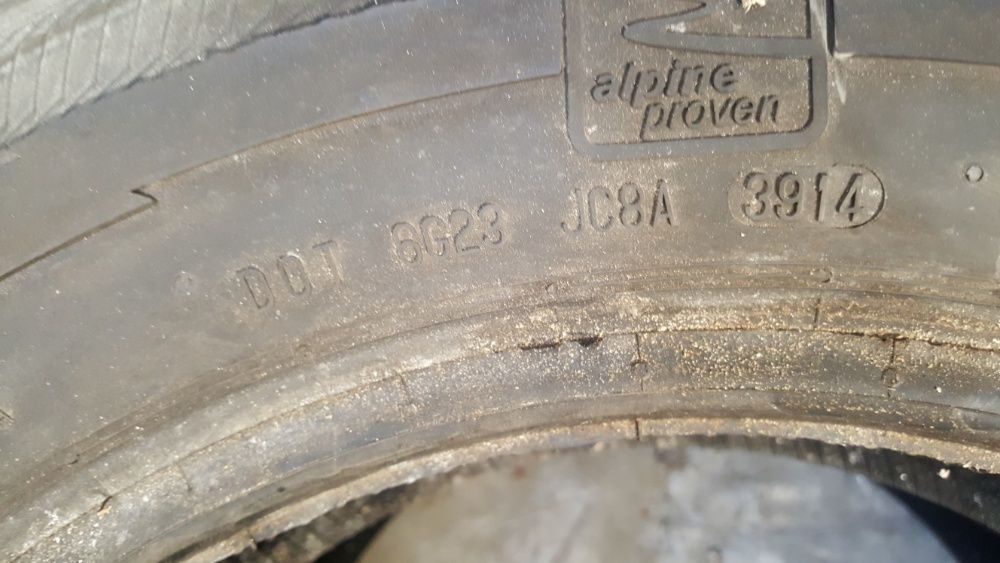 alpine
proven
DOT 6G23 JC8A 3914